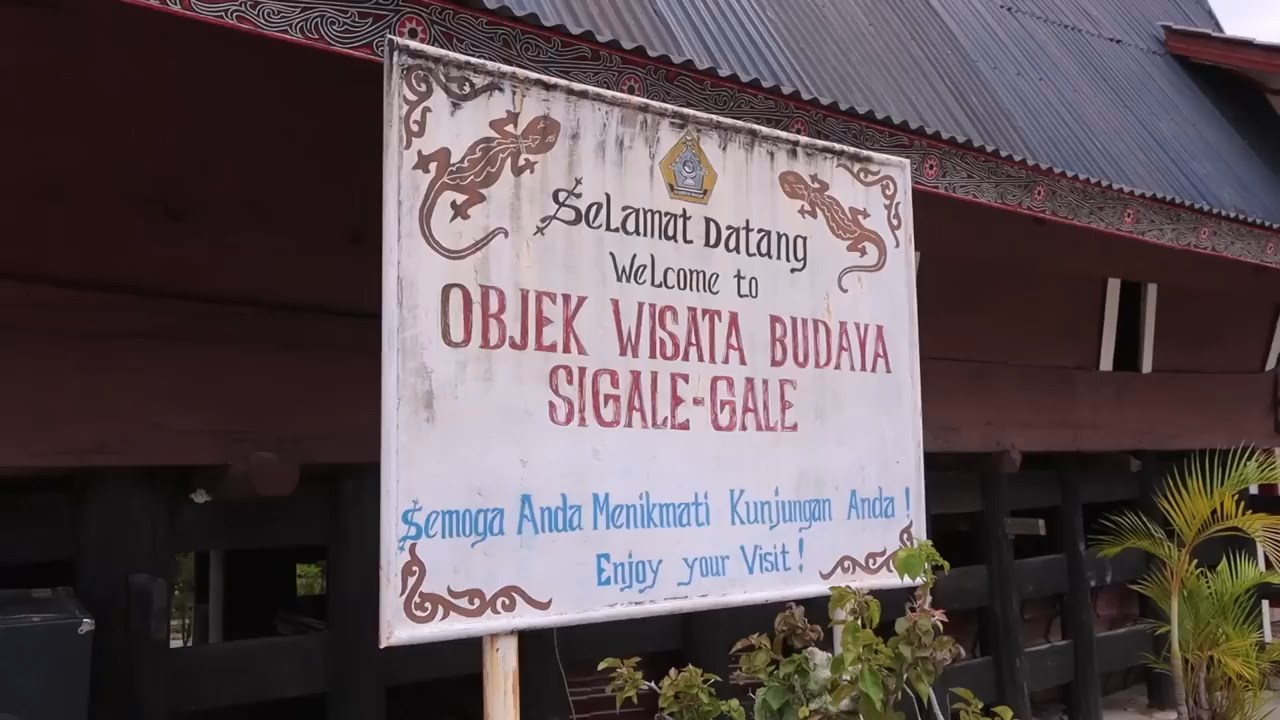 Selamat Datang
Welcome to
OBJEK WISATA BUDAYA
SIGALE-GALE
Semoga Anda Menikmati Kunjungan Anda !
Enjoy your Visit !